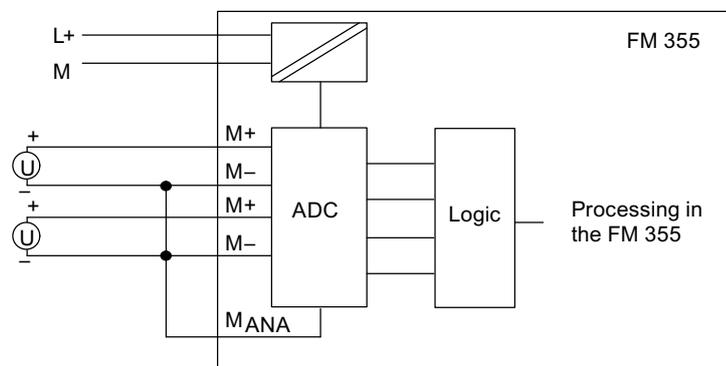 L+
FM 355
M
+
M+
U
M−
−
+
M+
ADC
Logic
Processing in
the FM 355
U
M−
−
MANA